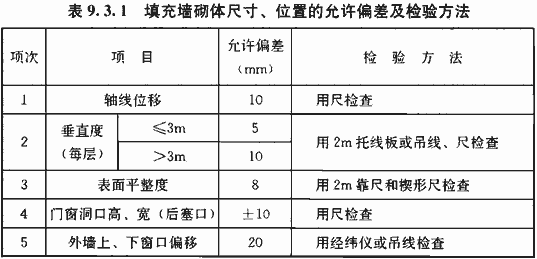 表 9.3.1 填充墙砌体尺寸、位置的允许偏差及检验方法
项次 项 目 允许偏差（mm） 检 验 方 法
1 轴线位移 10 用尺检查
2 垂直度（每层） ≤3m 5 用 2m 托线板或吊线、尺检查
>3m 10
3 表面平整度 8 用 2m 靠尺和楔形尺检查
4 门窗洞口高、宽（后塞口） ±10 用尺检查
5 外墙上、下窗口偏移 20 用经纬仪或吊线检查